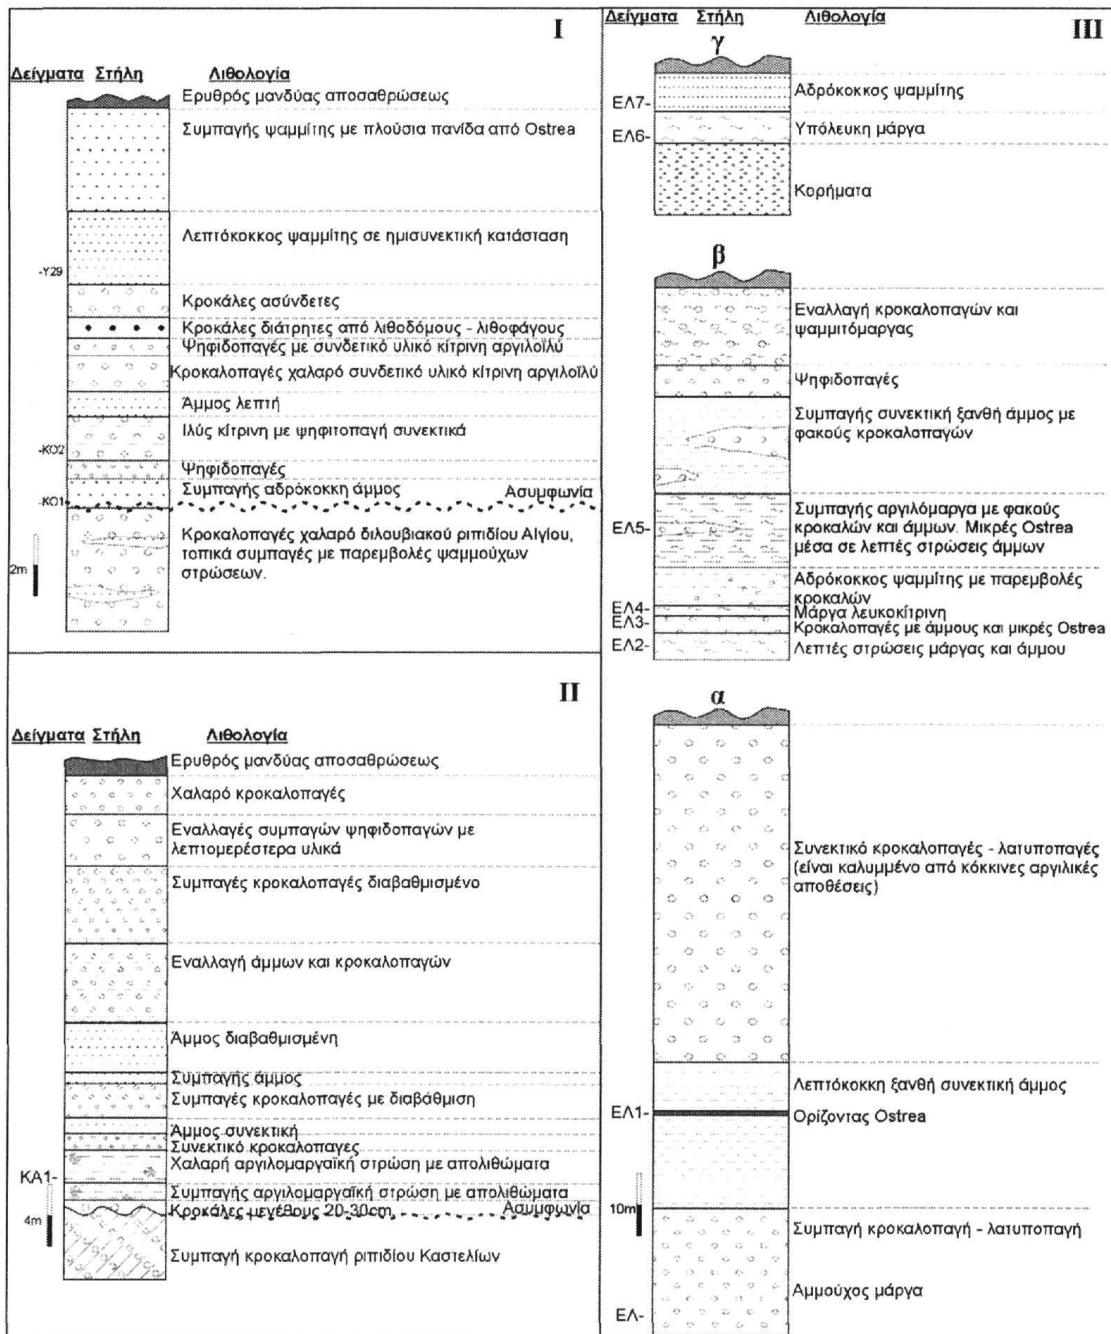 I
Δείγματα Στήλη Λιθολογία
Ερυθρός μανδύας αποσαθρώσεως
Συμπαγής ψαμμίτης με πλούσια πανίδα από Ostrea
Λεπτόκοκκος ψαμμίτης σε ημισυνεκτική κατάσταση
-Υ29
Κροκάλες ασύνδετες
Κροκάλες διάτρητες από λιθοδόμους - λιθοφάγους
Ψηφιδοπαγές με συνδετικό υλικό κίτρινη αργιλοϊλύ
Κροκαλοπαγές χαλαρό συνδετικό υλικό κίτρινη αργιλοϊλύ
Άμμος λεπτή
Ιλύς κίτρινη με ψηφιτοπαγή συνεκτικά
-ΚΟ2
Ψηφιδοπαγές
Συμπαγής αδρόκοκκη άμμος Ασυμφωνία
-ΚΟ1
Κροκαλοπαγές χαλαρό διλουβιακού ριπιδίου Αιγίου,
τοπικά συμπαγές με παρεμβολές ψαμμούχων
στρώσεων.
2m
II
Δείγματα Στήλη Λιθολογία
Ερυθρός μανδύας αποσαθρώσεως
Χαλαρό κροκαλοπαγές
Εναλλαγές συμπαγών ψηφιδοπαγών με
λεπτομερέστερα υλικά
Συμπαγές κροκαλοπαγές διαβαθμισμένο
Εναλλαγή άμμων και κροκαλοπαγών
Άμμος διαβαθμισμένη
Συμπαγής άμμος
Συμπαγές κροκαλοπαγές με διαβάθμιση
Άμμος συνεκτική
Συνεκτικό κροκαλοπαγες
Χαλαρή αργιλομαργαϊκή στρώση με απολιθώματα
ΚΑ1-
Συμπαγής αργιλομαργαϊκή στρώση με απολιθώματα
Κροκάλες μεγέθους 20-30cm Ασυμφωνία
4m
Συμπαγή κροκαλοπαγή ριπιδίου Καστελίων
Δείγματα Στήλη Λιθολογία
III
γ
Αδρόκοκκος ψαμμίτης
ΕΛ7-
Υπόλευκη μάργα
ΕΛ6-
Κορήματα
β
Εναλλαγή κροκαλοπαγών και
ψαμμιτόμαργας
Ψηφιδοπαγές
Συμπαγής συνεκτική ξανθή άμμος με
φακούς κροκαλοπαγών
Συμπαγής αργιλόμαργα με φακούς
ΕΛ5- κροκαλών και άμμων. Μικρές Ostrea
μέσα σε λεπτές στρώσεις άμμων
Αδρόκοκκος ψαμμίτης με παρεμβολές
κροκαλών
ΕΛ4- Μάργα λευκοκίτρινη
ΕΛ3- Κροκαλοπαγές με άμμους και μικρές Ostrea
ΕΛ2- Λεπτές στρώσεις μάργας και άμμου
α
Συνεκτικό κροκαλοπαγές - λατυποπαγές
(είναι καλυμμένο από κόκκινες αργιλικές
αποθέσεις)
Λεπτόκοκκη ξανθή συνεκτική άμμος
ΕΛ1- Ορίζοντας Ostrea
10m
Συμπαγή κροκαλοπαγή - λατυποπαγή
Αμμούχος μάργα
ΕΛ-